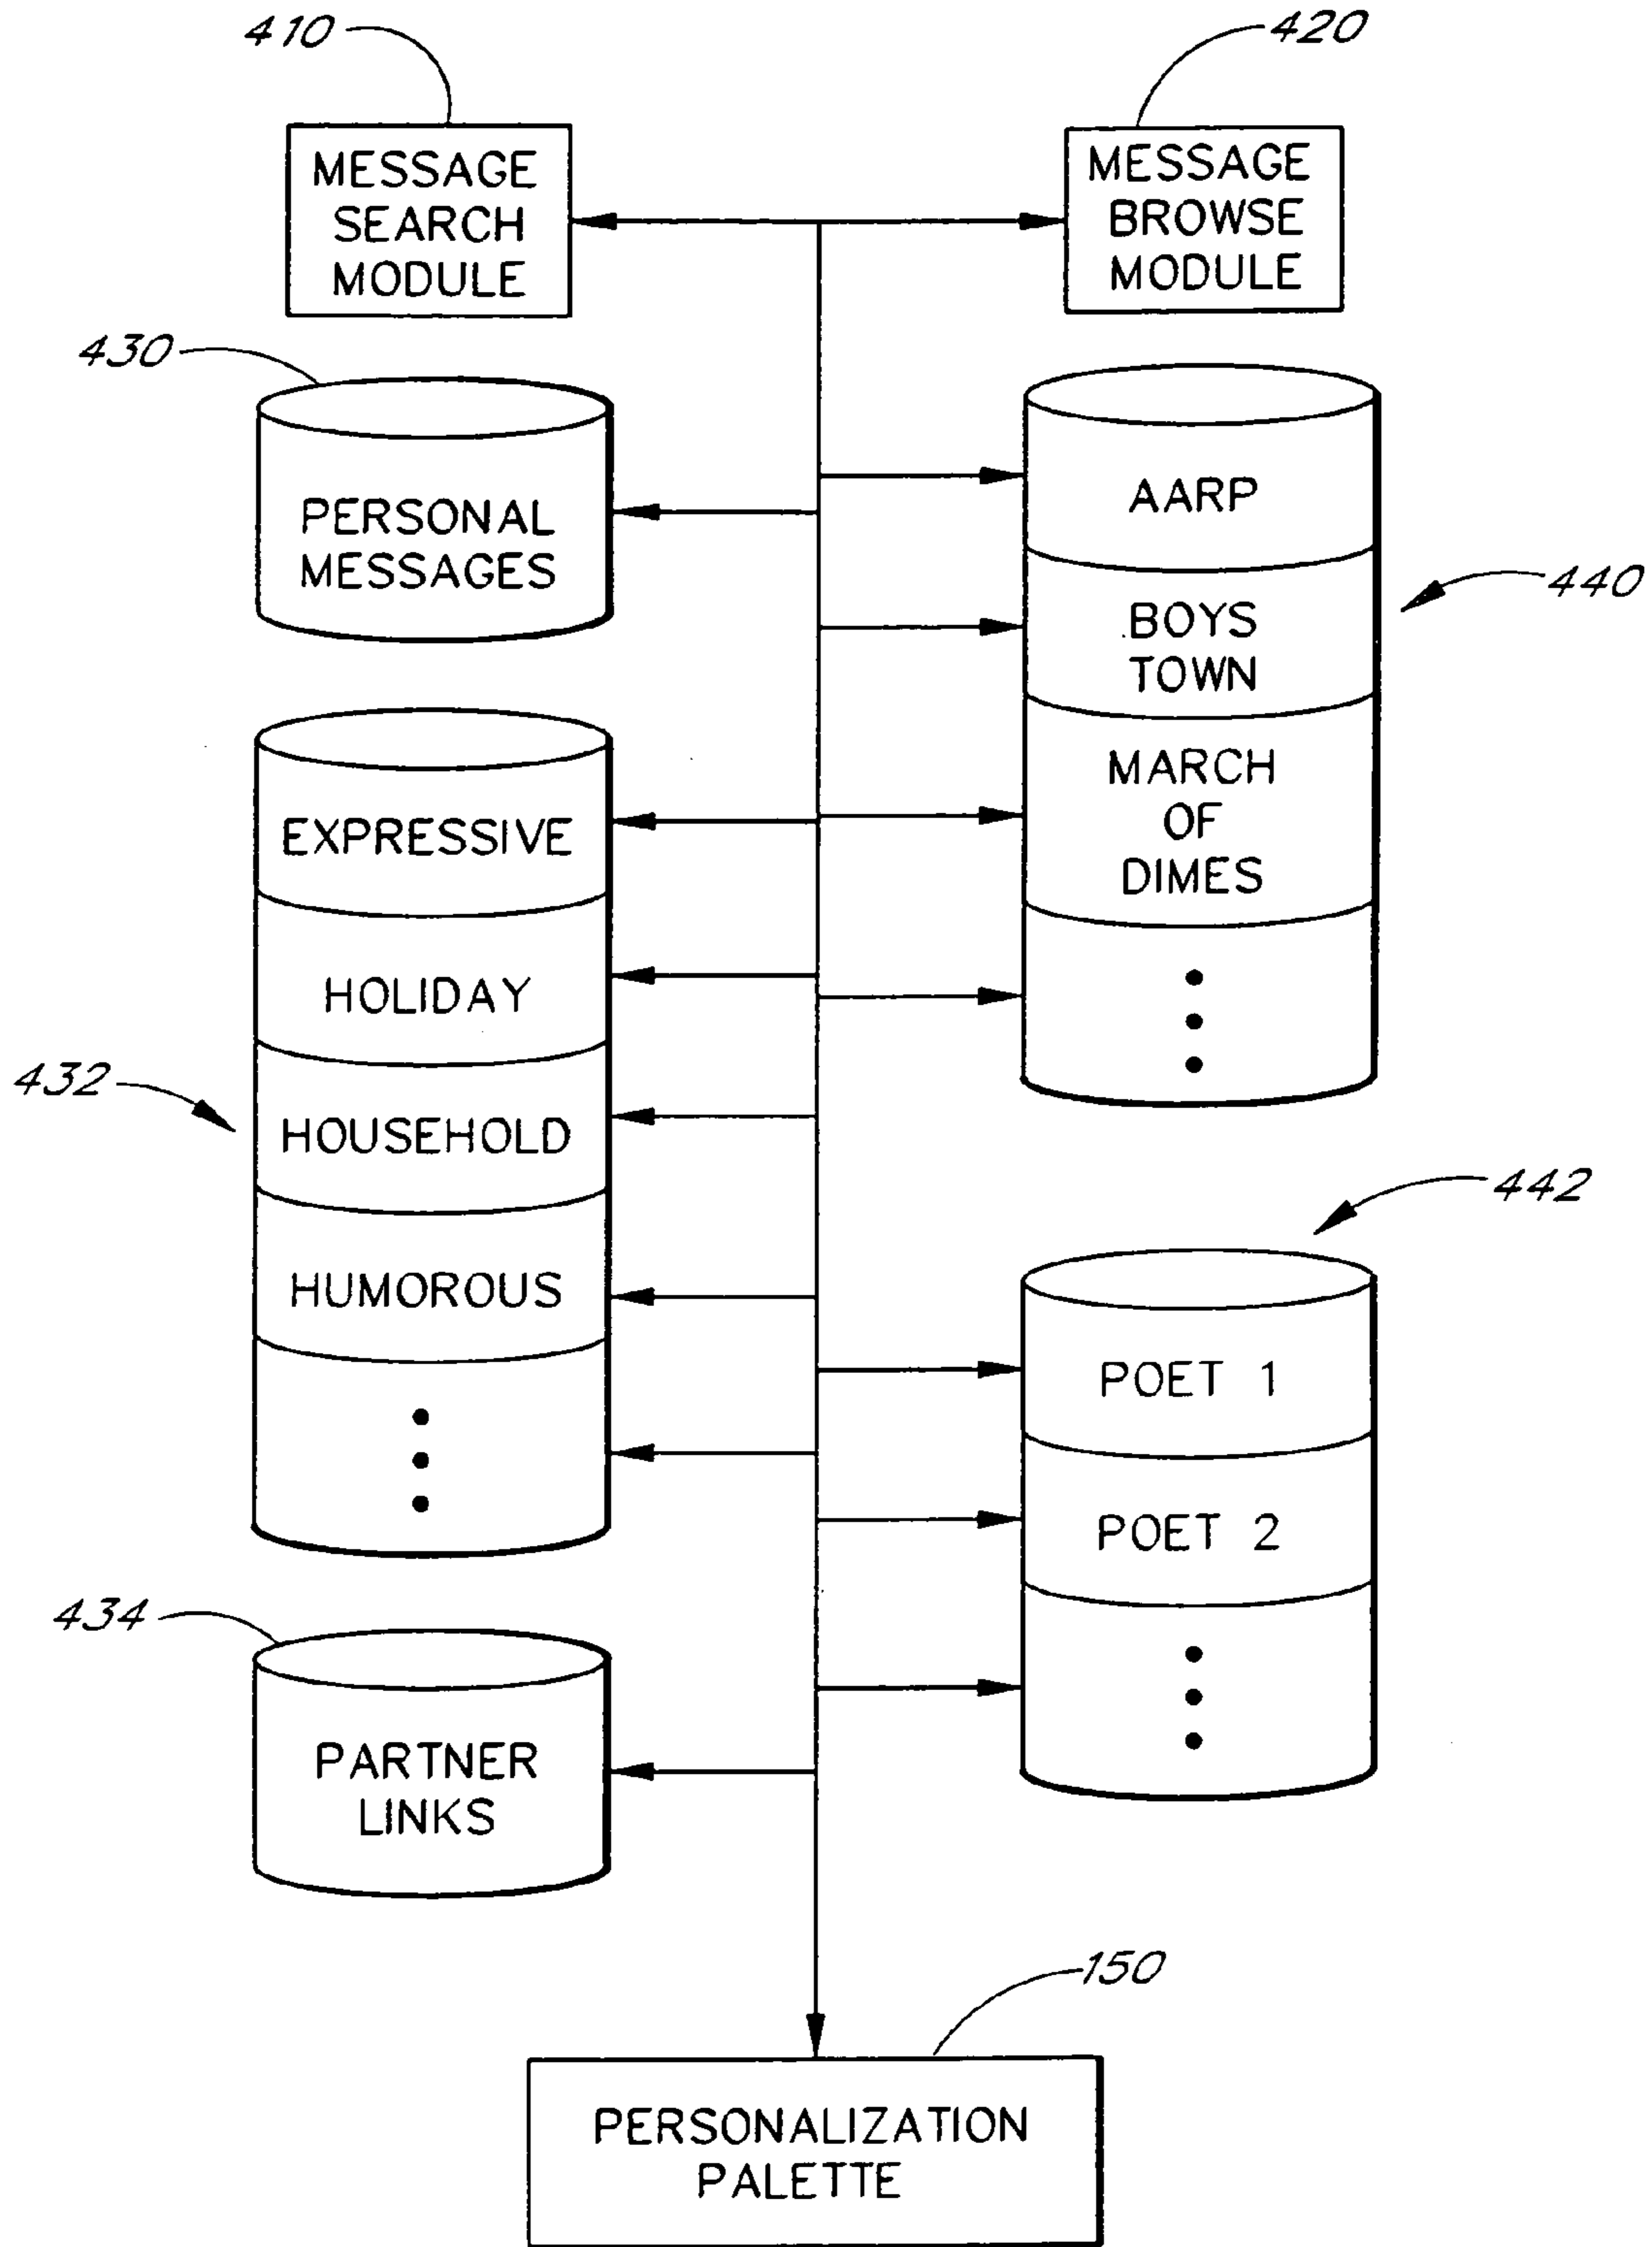 410
420
MESSAGE
SEARCH
MODULE
MESSAGE
BROWSE
MODULE
430
PERSONAL
MESSAGES
AARP
BOYS
TOWN
MARCH
OF
DIMES
440
EXPRESSIVE
HOLIDAY
HOUSEHOLD
HUMOROUS
432
442
POET 1
POET 2
434
PARTNER
LINKS
150
PERSONALIZATION
PALETTE